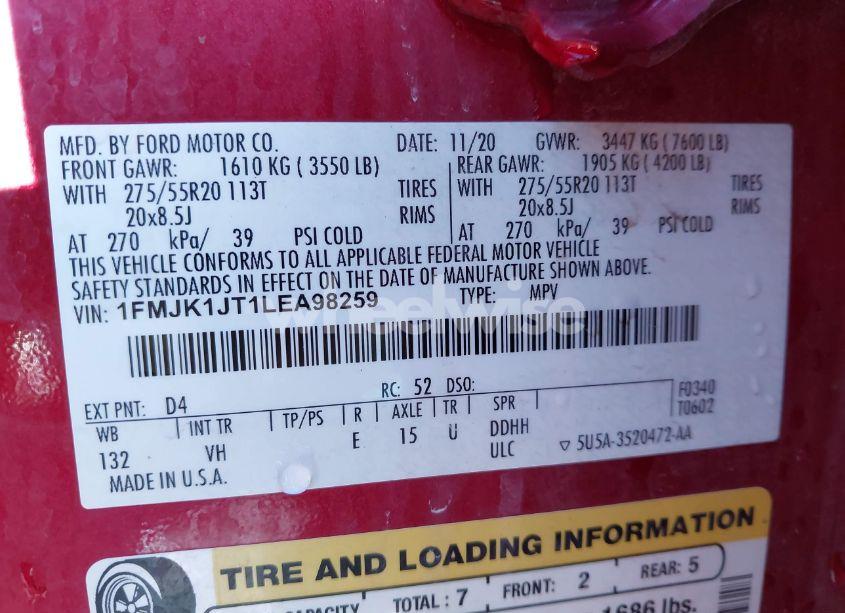 MFD. BY FORD MOTOR CO. DATE: 11/20 GVWR: 3447 KG ( 7600 LB)
FRONT GAWR: 1610 KG ( 3550 LB) REAR GAWR: 1905 KG ( 4200 LB)
WITH 275/55R20 113T TIRES WITH 275/55R20 113T TIRES
20x8.5J RIMS 20x8.5J RIMS
AT 270 kPa/ 39 PSI COLD AT 270 kPa/ 39 PSI COLD
THIS VEHICLE CONFORMS TO ALL APPLICABLE FEDERAL MOTOR VEHICLE
SAFETY STANDARDS IN EFFECT ON THE DATE OF MANUFACTURE SHOWN ABOVE.
VIN: 1FMJK1JT1LEA98259 TYPE: MPV
wheelwise
EXT PNT: D4 RC: 52 DSO: F0340
T0602
WB INT TR TP/PS R AXLE TR SPR
132 VH E 15 U DDHH
ULC 5U5A-3520472-AA
MADE IN U.S.A.
TIRE AND LOADING INFORMATION
TOTAL : 7 FRONT: 2 REAR: 5
CAPACITY
1686 lbs.